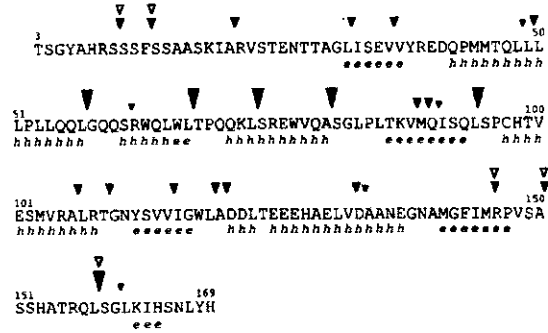 3 50
TSGYAHRSSSFSSAASKIARVSTENTTAGLISEVVYREDQPMMTQLLL
eeeeee hhhhhhhhh
51 100
LPLLQQLGQQSRWQLWLTPQQKLSREWVQASGLPLTKVMQISQLSPCHTV
hhhhhhh hhhhhee hhhhhhhhh eeeeeeee hhhh
101 150
ESMVRALRTGNYSVVIGWLADDLTEEEHAELVDAANEGNAMGFIMRPVSA
hhhhhhhh eeeeee hhh hhhhhhhhhhhhh eeeeeee
151 169
SSHATRQLSGLKIHSNLYH
eee